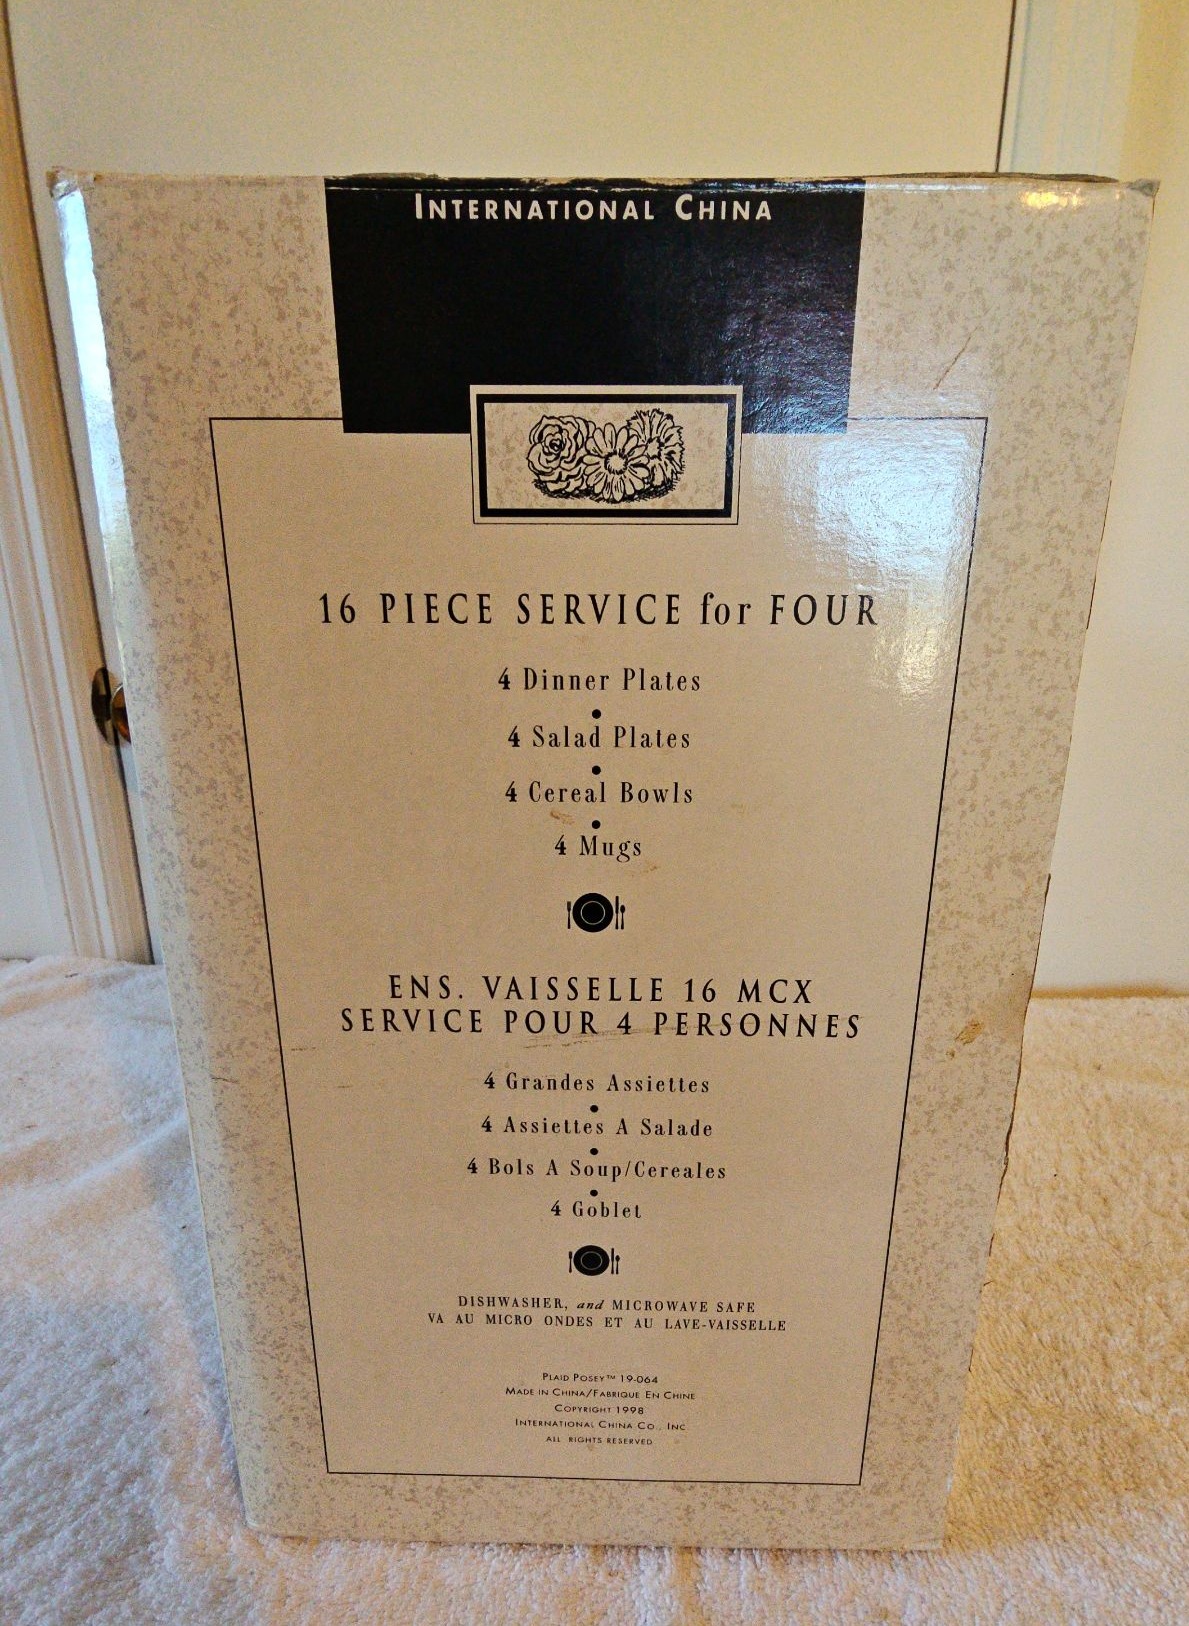 INTERNATIONAL CHINA
16 PIECE SERVICE for FOUR
4 Dinner Plates
•
4 Salad Plates
•
4 Cereal Bowls
•
4 Mugs
ENS. VAISSELLE 16 MCX
SERVICE POUR 4 PERSONNES
4 Grandes Assiettes
•
4 Assiettes A Salade
•
4 Bols A Soup/Cereales
•
4 Goblet
DISHWASHER, and MICROWAVE SAFE
VA AU MICRO ONDES ET AU LAVE-VAISSELLE
PLAID POSEY™ 19-064
MADE IN CHINA/FABRIQUE EN CHINE
COPYRIGHT 1998
INTERNATIONAL CHINA CO., INC
ALL RIGHTS RESERVED